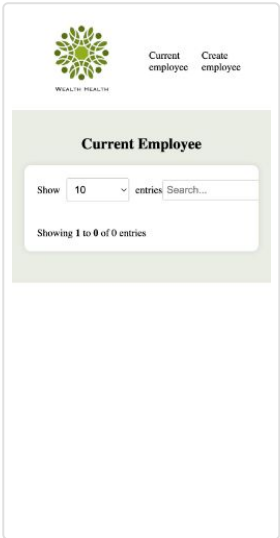 WEALTH HEALTH
Current employee
Create employee
Current Employee
Show 10 entries Search...
Showing 1 to 0 of 0 entries